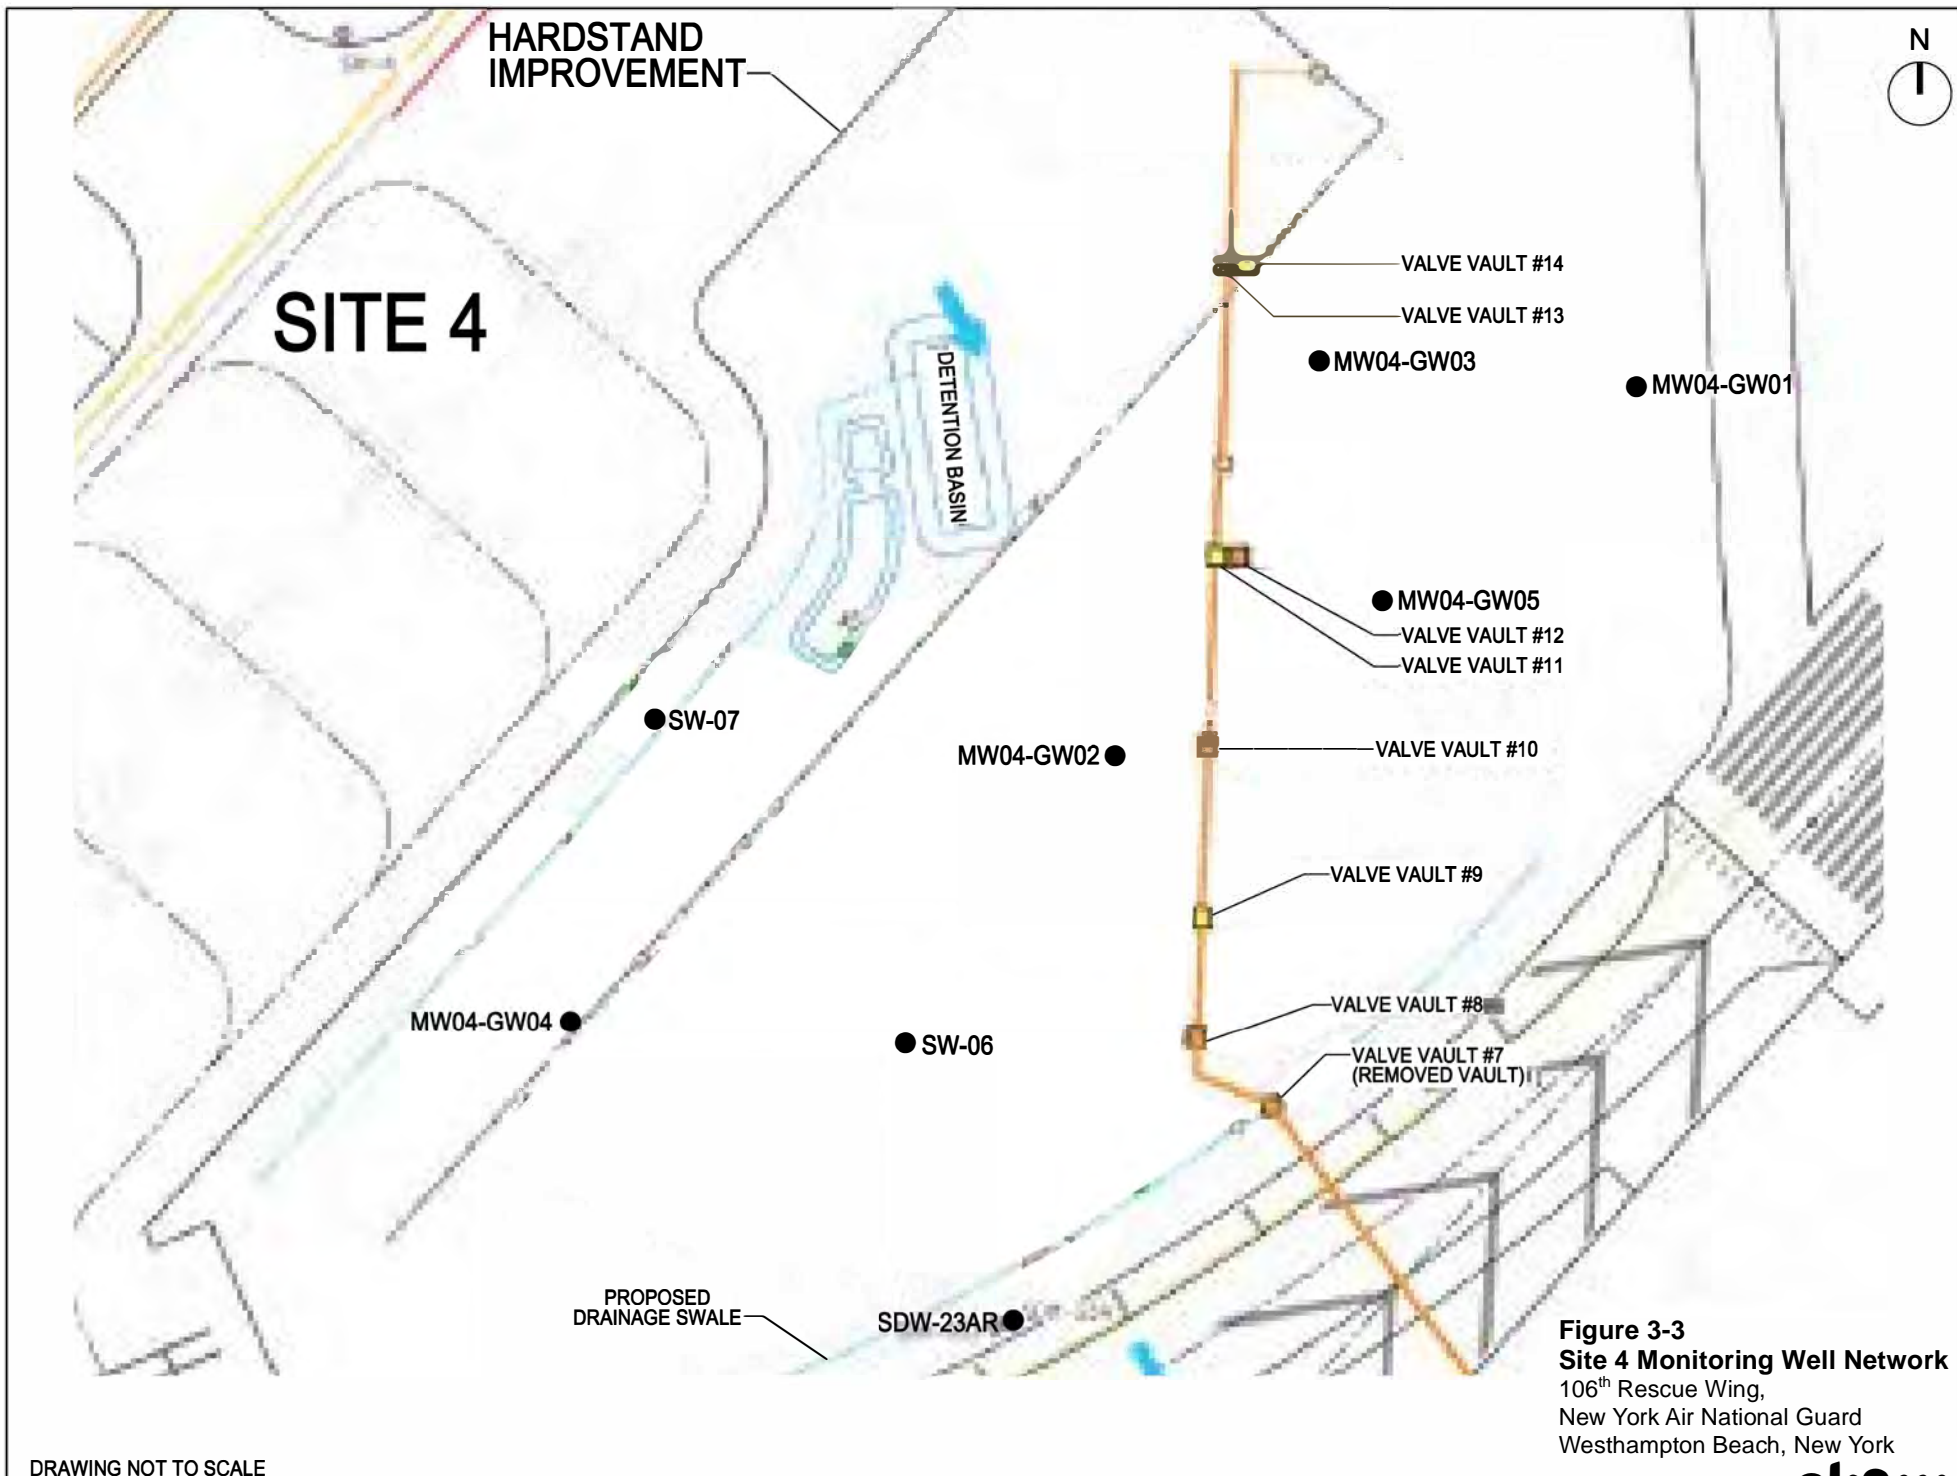 HARDSTAND
IMPROVEMENT
N
SITE 4
DETENTION BASIN
VALVE VAULT #14
VALVE VAULT #13
MW04-GW03
MW04-GW01
MW04-GW05
VALVE VAULT #12
VALVE VAULT #11
SW-07
MW04-GW02
VALVE VAULT #10
VALVE VAULT #9
VALVE VAULT #8
MW04-GW04
SW-06
VALVE VAULT #7
(REMOVED VAULT)
PROPOSED
DRAINAGE SWALE
SDW-23AR
Figure 3-3
Site 4 Monitoring Well Network
106th Rescue Wing,
New York Air National Guard
Westhampton Beach, New York
DRAWING NOT TO SCALE